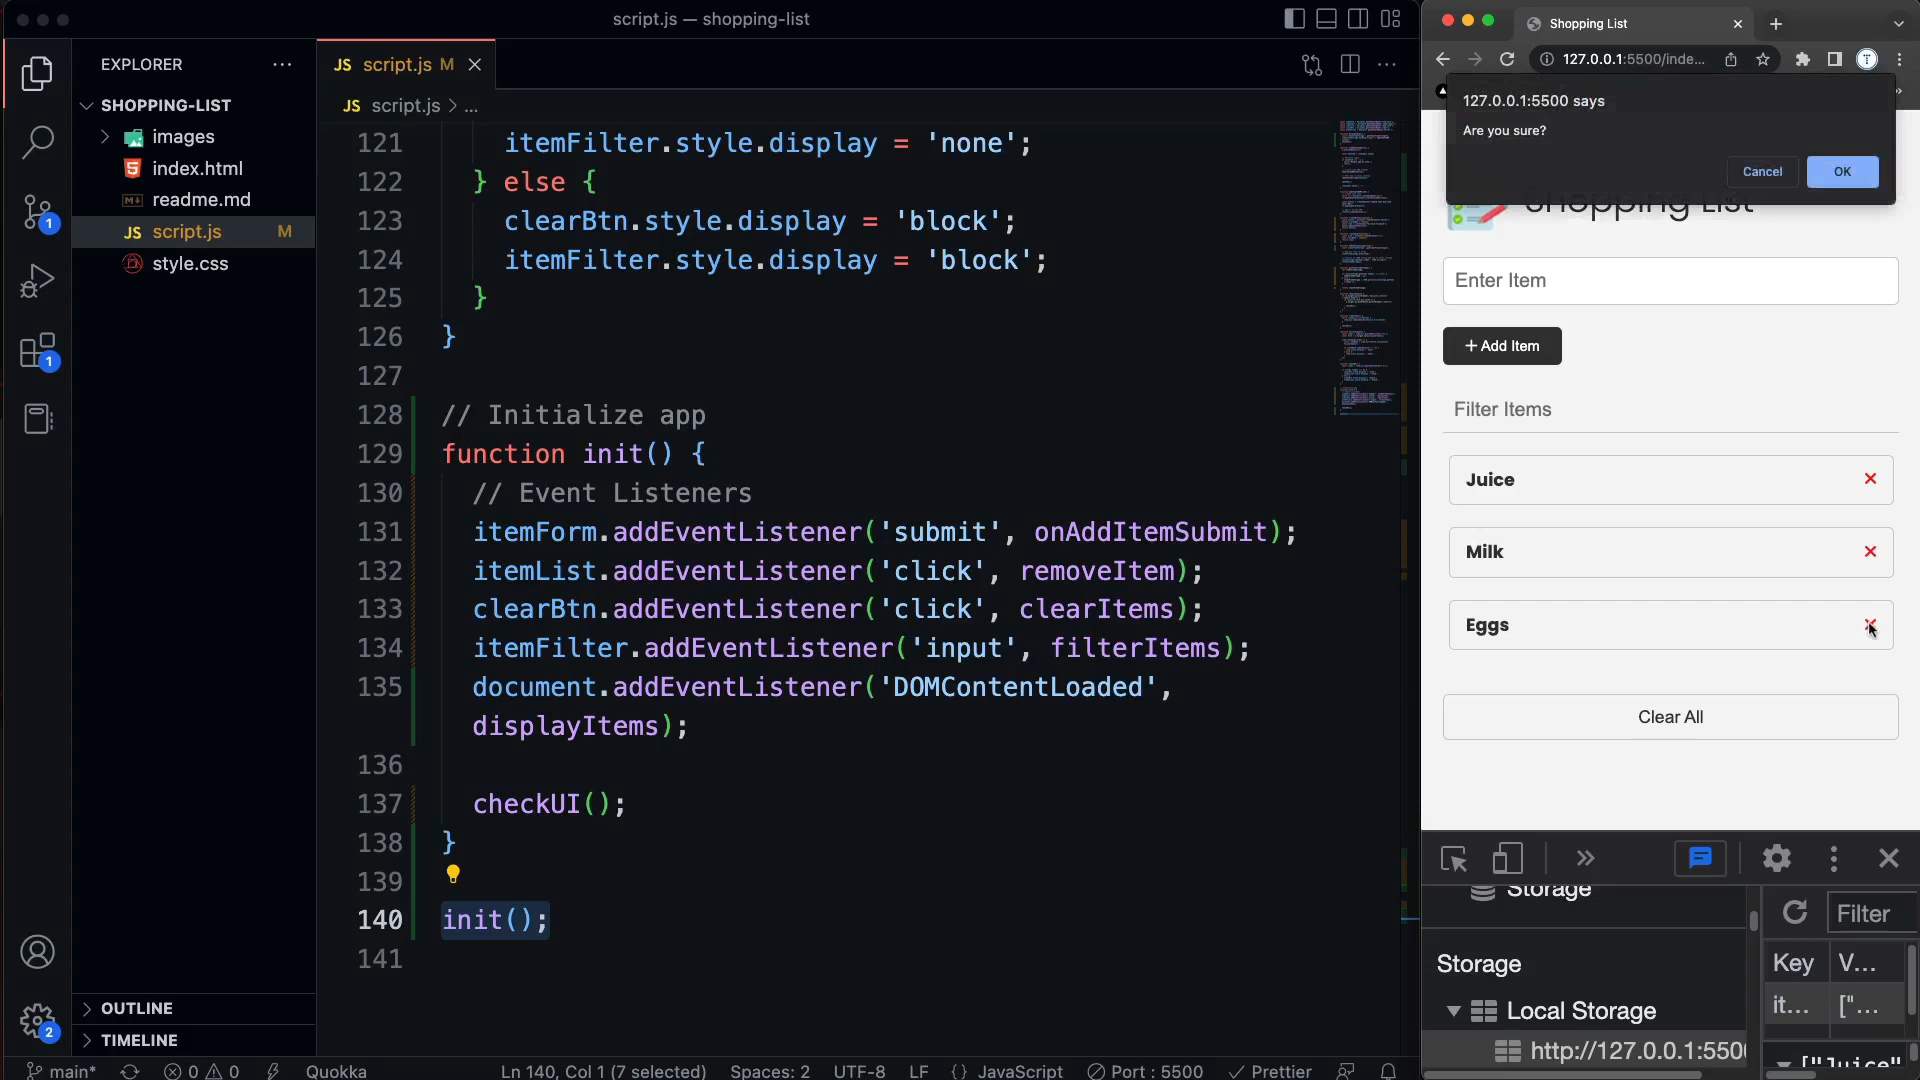 script.js — shopping-list
EXPLORER
SHOPPING-LIST
images
index.html
readme.md
JS script.js M
style.css
OUTLINE
TIMELINE
1
1
2
JS script.js M
JS script.js > ...
121 itemFilter.style.display = 'none';
122 } else {
123 clearBtn.style.display = 'block';
124 itemFilter.style.display = 'block';
125 }
126 }
127
128 // Initialize app
129 function init() {
130 // Event Listeners
131 itemForm.addEventListener('submit', onAddItemSubmit);
132 itemList.addEventListener('click', removeItem);
133 clearBtn.addEventListener('click', clearItems);
134 itemFilter.addEventListener('input', filterItems);
135 document.addEventListener('DOMContentLoaded',
displayItems);
136
137 checkUI();
138 }
139
140 init();
141
main* 0 0 Quokka Ln 140, Col 1 (7 selected) Spaces: 2 UTF-8 LF {} JavaScript Port : 5500 Prettier
Shopping List
127.0.0.1:5500/inde...
127.0.0.1:5500 says
Are you sure?
Cancel OK
Shopping List
Enter Item
+ Add Item
Filter Items
Juice
Milk
Eggs
Clear All
Storage
Storage
Local Storage
http://127.0.0.1:550
Filter
Key V...
it... ["...
["Juice"